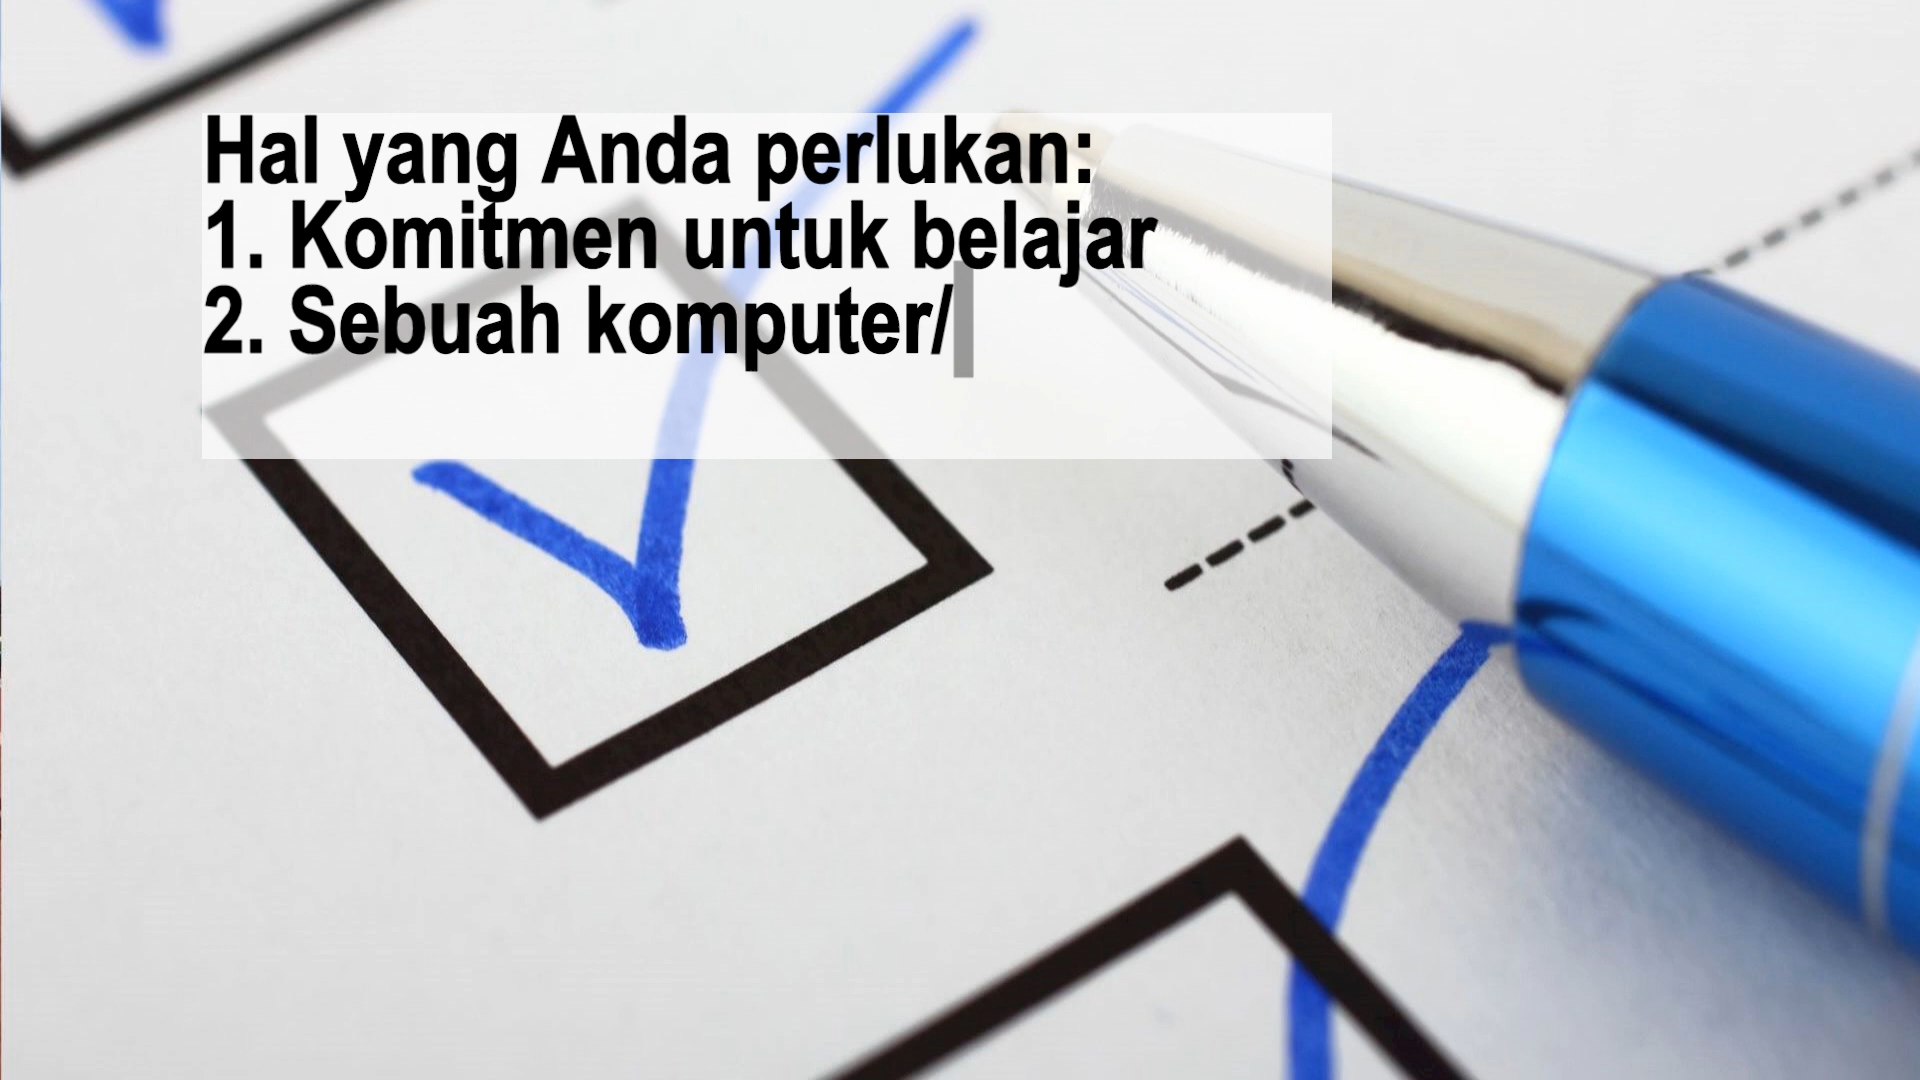 Hal yang Anda perlukan:
1. Komitmen untuk belajar
2. Sebuah komputer/